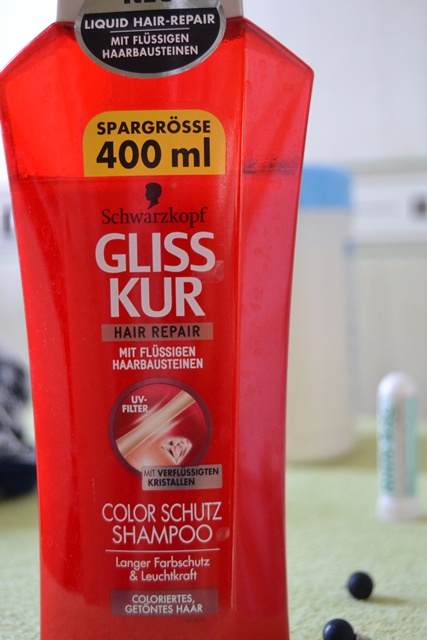 LIQUID HAIR-REPAIR
MIT FLÜSSIGEN
HAARBAUSTEINEN
SPARGRÖSSE
400 ml
Schwarzkopf
GLISS
KUR
HAIR REPAIR
MIT FLÜSSIGEN
HAARBAUSTEINEN
UV-
FILTER
MIT VERFLÜSSIGTEN
KRISTALLEN
COLOR SCHUTZ
SHAMPOO
Langer Farbschutz
& Leuchtkraft
COLORIERTES,
GETÖNTES HAAR